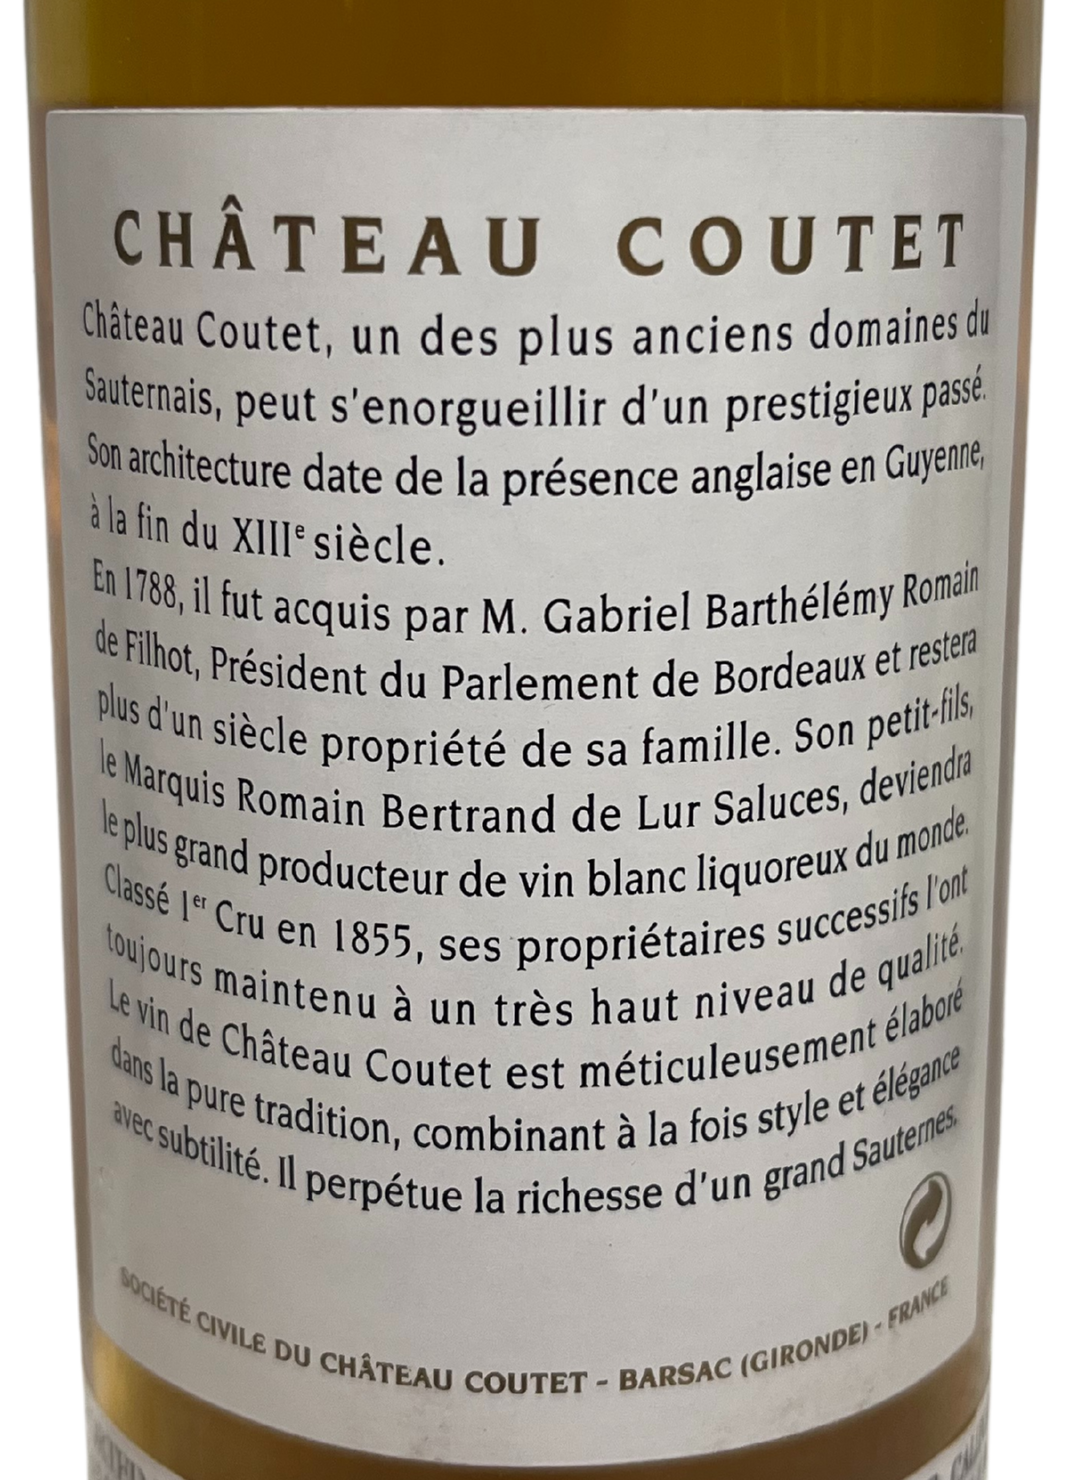 CHÂTEAU COUTET
Château Coutet, un des plus anciens domaines du
Sauternais, peut s'enorgueillir d'un prestigieux passé.
Son architecture date de la présence anglaise en Guyenne,
à la fin du XIIIᵉ siècle.
En 1788, il fut acquis par M. Gabriel Barthélémy Romain
de Filhot, Président du Parlement de Bordeaux et restera
plus d'un siècle propriété de sa famille. Son petit-fils,
le Marquis Romain Bertrand de Lur Saluces, deviendra
le plus grand producteur de vin blanc liquoreux du monde.
Classé 1ᵉʳ Cru en 1855, ses propriétaires successifs l'ont
toujours maintenu à un très haut niveau de qualité.
Le vin de Château Coutet est méticuleusement élaboré
dans la pure tradition, combinant à la fois style et élégance
avec subtilité. Il perpétue la richesse d'un grand Sauternes.
SOCIÉTÉ CIVILE DU CHÂTEAU COUTET - BARSAC (GIRONDE) - FRANCE